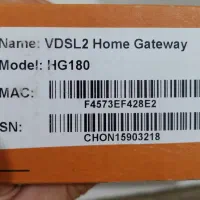 Name: VDSL2 Home Gateway
Model: HG180
MAC:
F4573EF428E2
SN:
CHON15903218